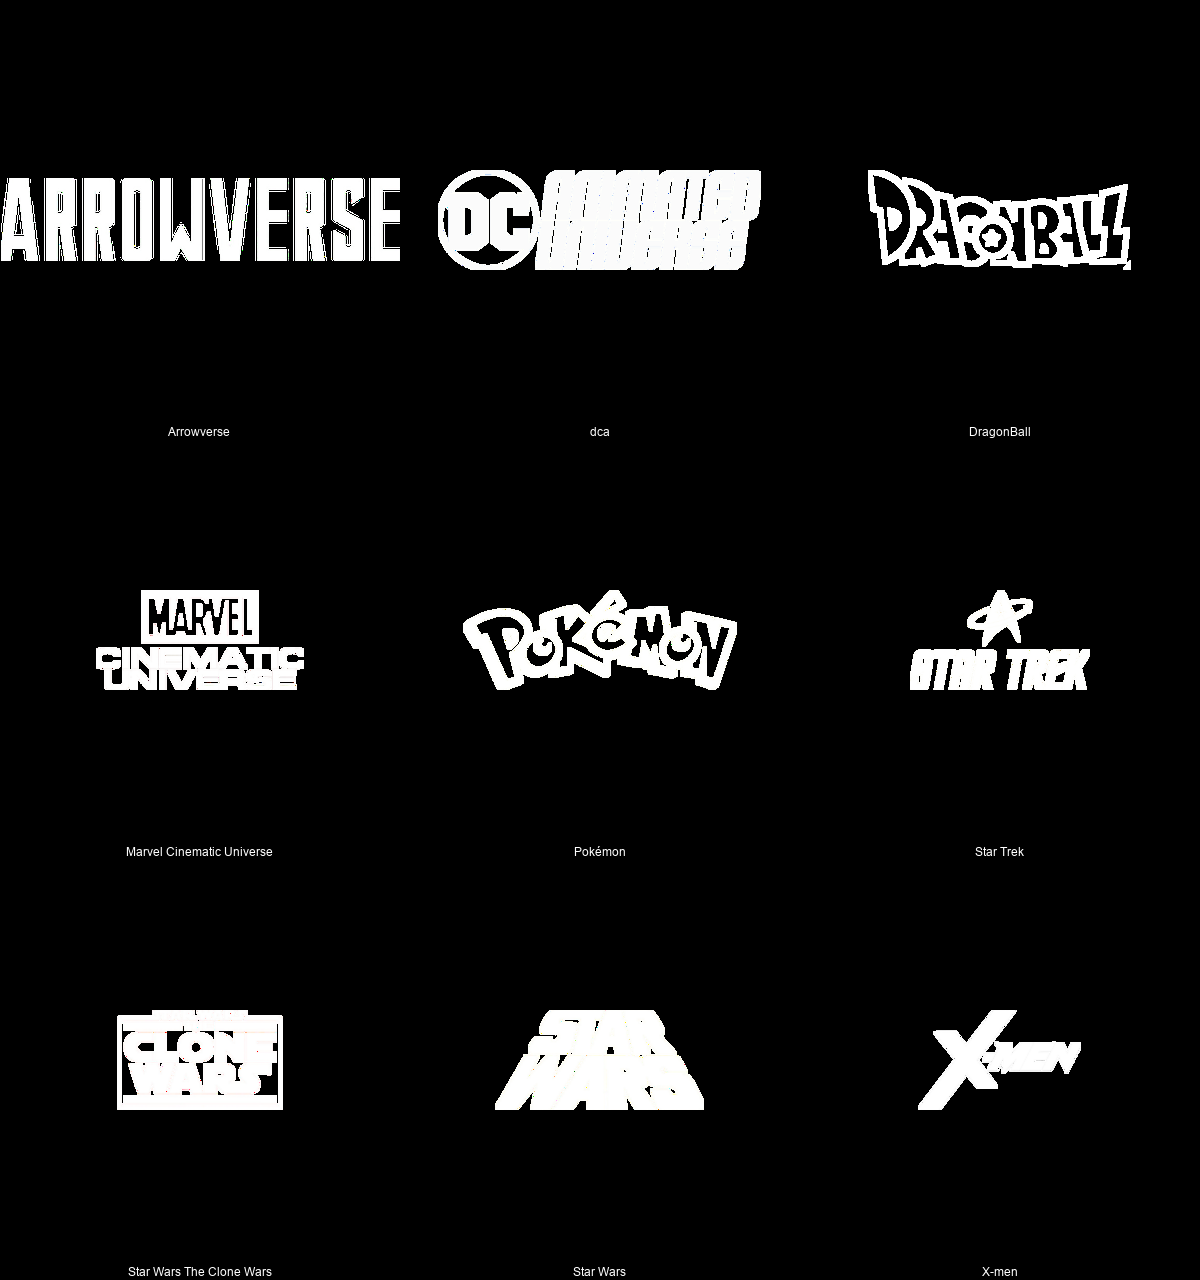 ARROWVERSE
DC
DRAGONBALL
Arrowverse
dca
DragonBall
MARVEL
CINEMATIC
UNIVERSE
POKéMON
STAR TREK
Marvel Cinematic Universe
Pokémon
Star Trek
CLONE
WARS
STAR
WARS
X-MEN
Star Wars The Clone Wars
Star Wars
X-men